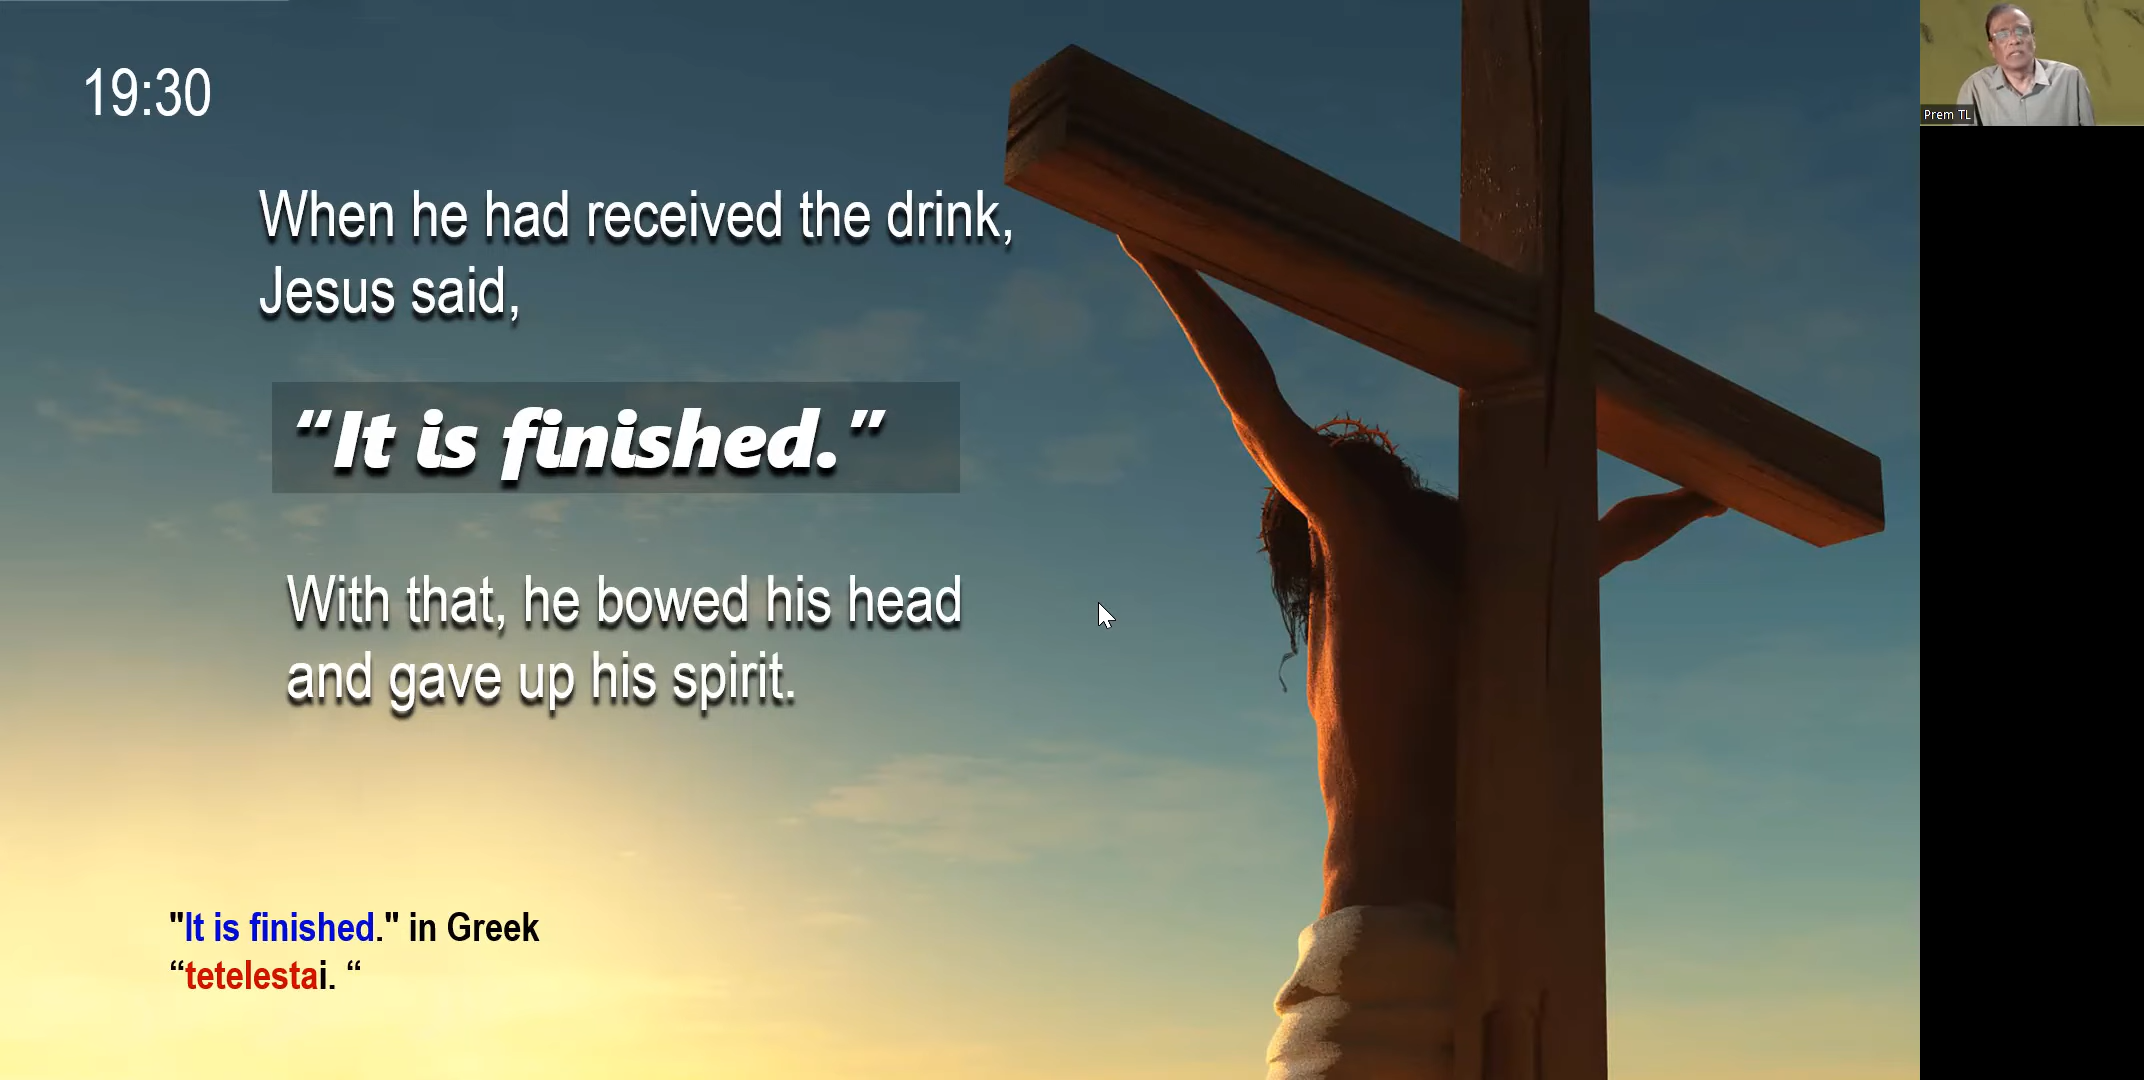 19:30
When he had received the drink,
Jesus said,
“It is finished.”
With that, he bowed his head
and gave up his spirit.
"It is finished." in Greek
“tetelestai. “
Prem TL